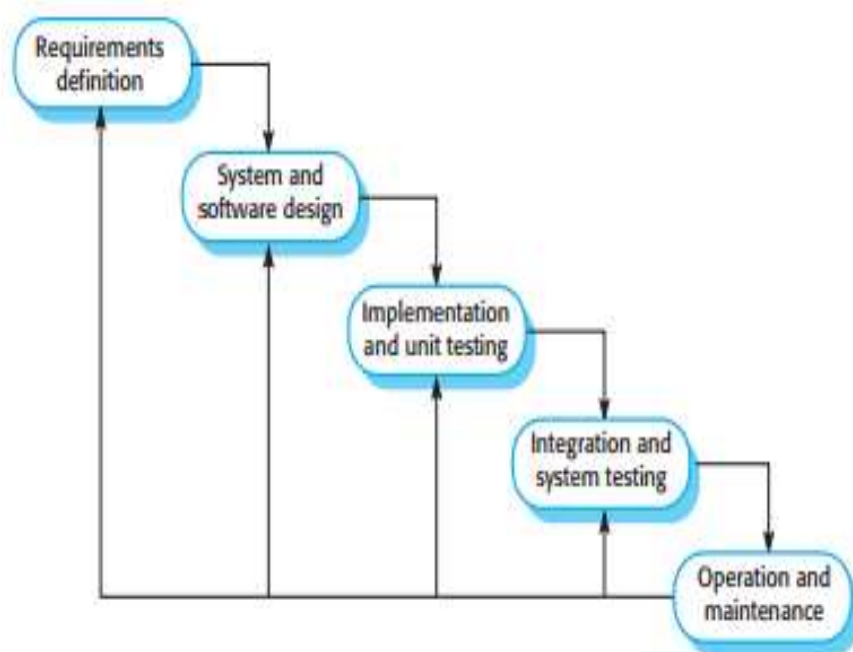 Requirements
definition
System and
software design
Implementation
and unit testing
Integration and
system testing
Operation and
maintenance